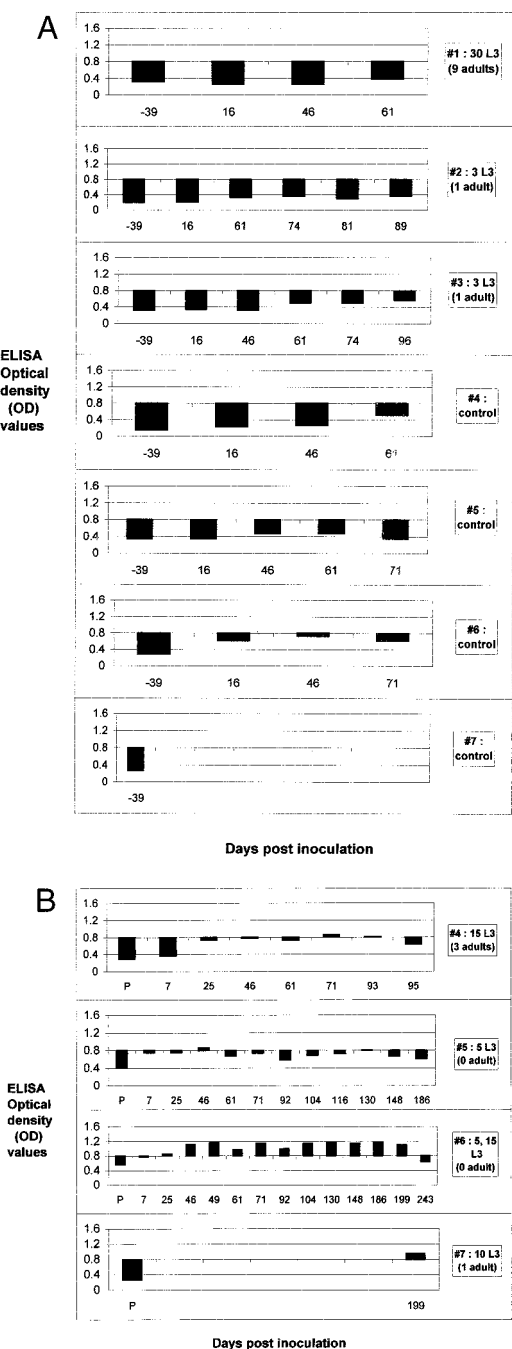 A
1.6
1.2
0.8
0.4
0
-39 16 46 61
#1 : 30 L3
(9 adults)
1.6
1.2
0.8
0.4
0
-39 16 61 74 81 89
#2 : 3 L3
(1 adult)
1.6
1.2
0.8
0.4
0
-39 16 46 61 74 96
#3 : 3 L3
(1 adult)
ELISA
Optical
density
(OD)
values
1.6
1.2
0.8
0.4
0
-39 16 46
#4 :
control
1.6
1.2
0.8
0.4
0
-39 16 46 61 71
#5 :
control
1.6
1.2
0.8
0.4
0
-39 16 46 71
#6 :
control
1.6
1.2
0.8
0.4
0
-39
#7 :
control
Days post inoculation
B
1.6
1.2
0.8
0.4
0
P 7 25 46 61 71 93 95
#4 : 15 L3
(3 adults)
1.6
1.2
0.8
0.4
0
P 7 25 46 61 71 92 104 116 130 148 186
#5 : 5 L3
(0 adult)
ELISA
Optical
density
(OD)
values
1.6
1.2
0.8
0.4
0
P 7 25 46 49 61 71 92 104 130 148 186 199 243
#6 : 5, 15
L3
(0 adult)
1.6
1.2
0.8
0.4
0
P 199
#7 : 10 L3
(1 adult)
Days post inoculation